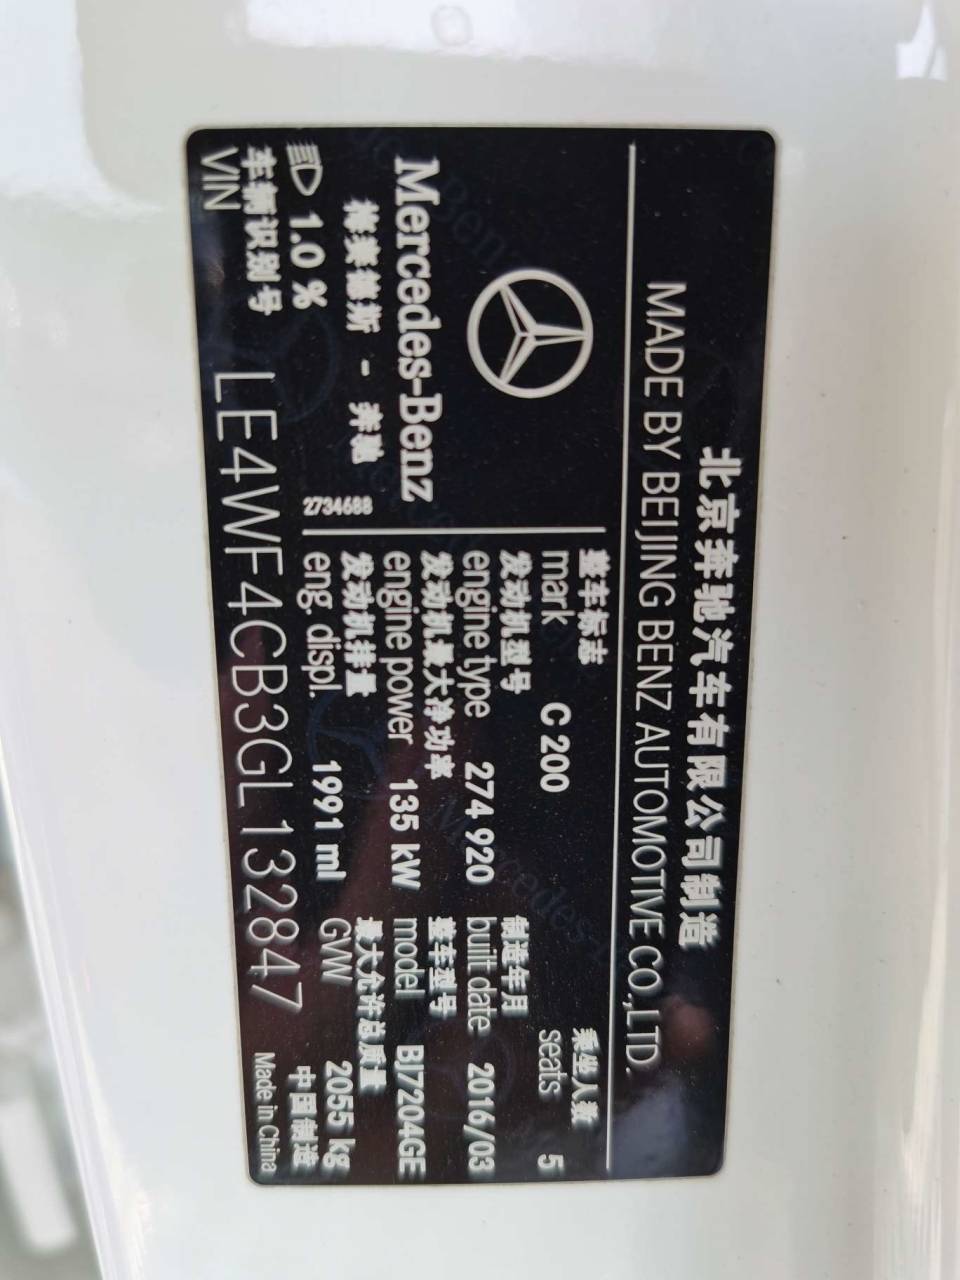 北京奔驰汽车有限公司制造
MADE BY BEIJING BENZ AUTOMOTIVE CO.,LTD.
Mercedes-Benz
梅赛德斯 - 奔驰
2734688
1.0 %
整车标志
mark C 200
乘坐人数
seats 5
发动机型号
engine type 274 920
制造年月
built date 2016/03
发动机最大净功率
engine power 135 kW
整车型号
model BJ7204GE
发动机排量
eng. displ. 1991 ml
最大允许总质量
GVW 2055 kg
车辆识别号
VIN LE4WF4CB3GL132847
中国制造
Made in China